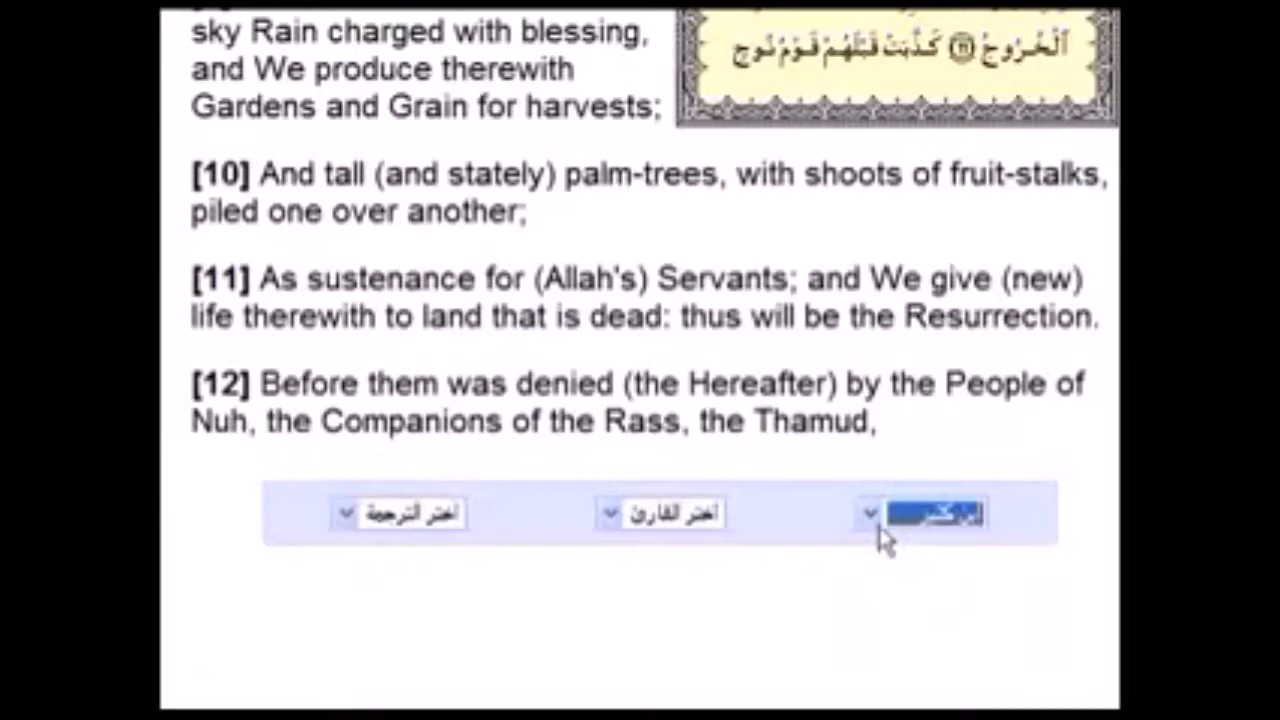 sky Rain charged with blessing,
and We produce therewith
Gardens and Grain for harvests;
ٱلْخُرُوجُ ۝١١ كَذَّبَتْ قَبْلَهُمْ قَوْمُ نُوحٍ
[10] And tall (and stately) palm-trees, with shoots of fruit-stalks,
piled one over another;
[11] As sustenance for (Allah's) Servants; and We give (new)
life therewith to land that is dead: thus will be the Resurrection.
[12] Before them was denied (the Hereafter) by the People of
Nuh, the Companions of the Rass, the Thamud,
ابن كثير
اختر القارئ
اختر الترجمة